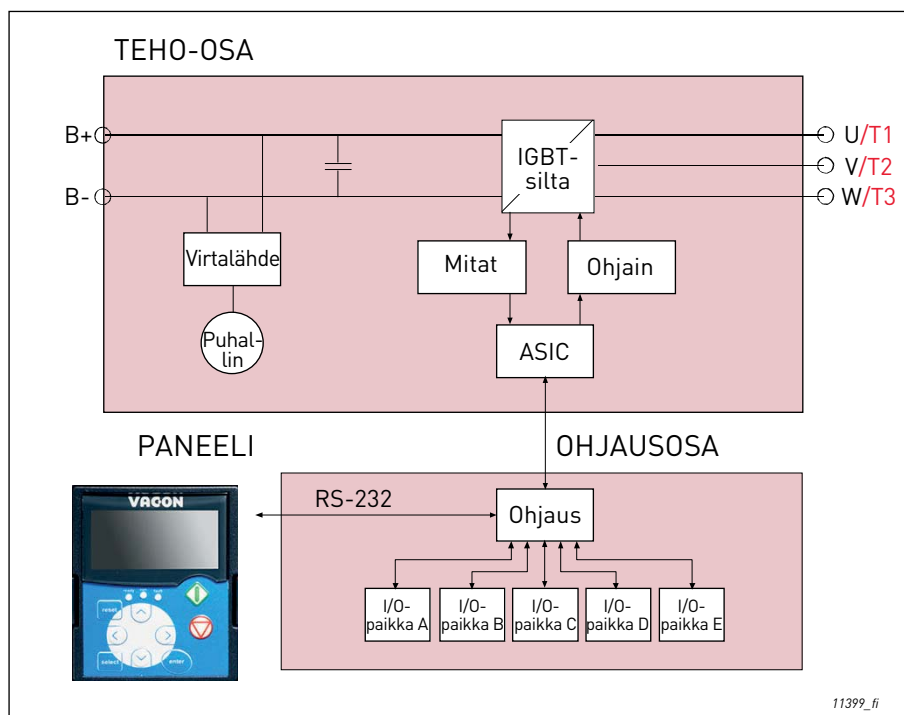 TEHO-OSA
B+
B-
IGBT-
silta
U/T1
V/T2
W/T3
Virtalähde
Mitat
Ohjain
Puhal-
lin
ASIC
PANEELI
OHJAUSOSA
VACON
RS-232
Ohjaus
reset
select
enter
I/O-
paikka A
I/O-
paikka B
I/O-
paikka C
I/O-
paikka D
I/O-
paikka E
11399_fi